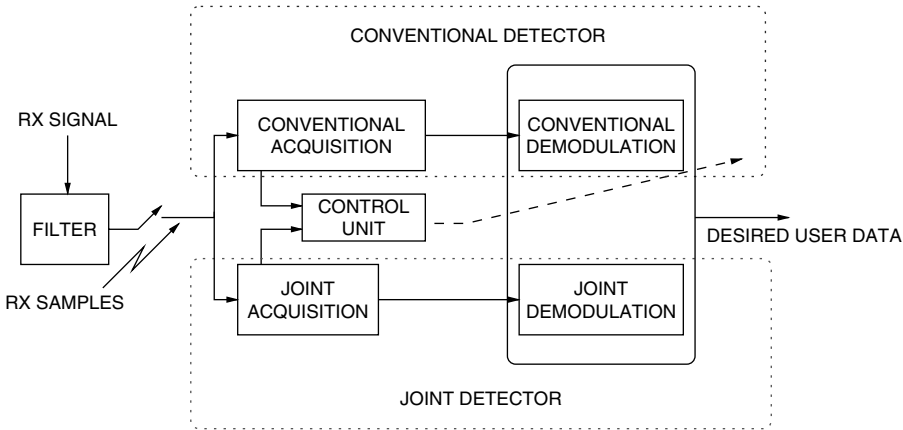 CONVENTIONAL DETECTOR
RX SIGNAL
CONVENTIONAL
ACQUISITION
CONVENTIONAL
DEMODULATION
FILTER
CONTROL
UNIT
DESIRED USER DATA
RX SAMPLES
JOINT
ACQUISITION
JOINT
DEMODULATION
JOINT DETECTOR